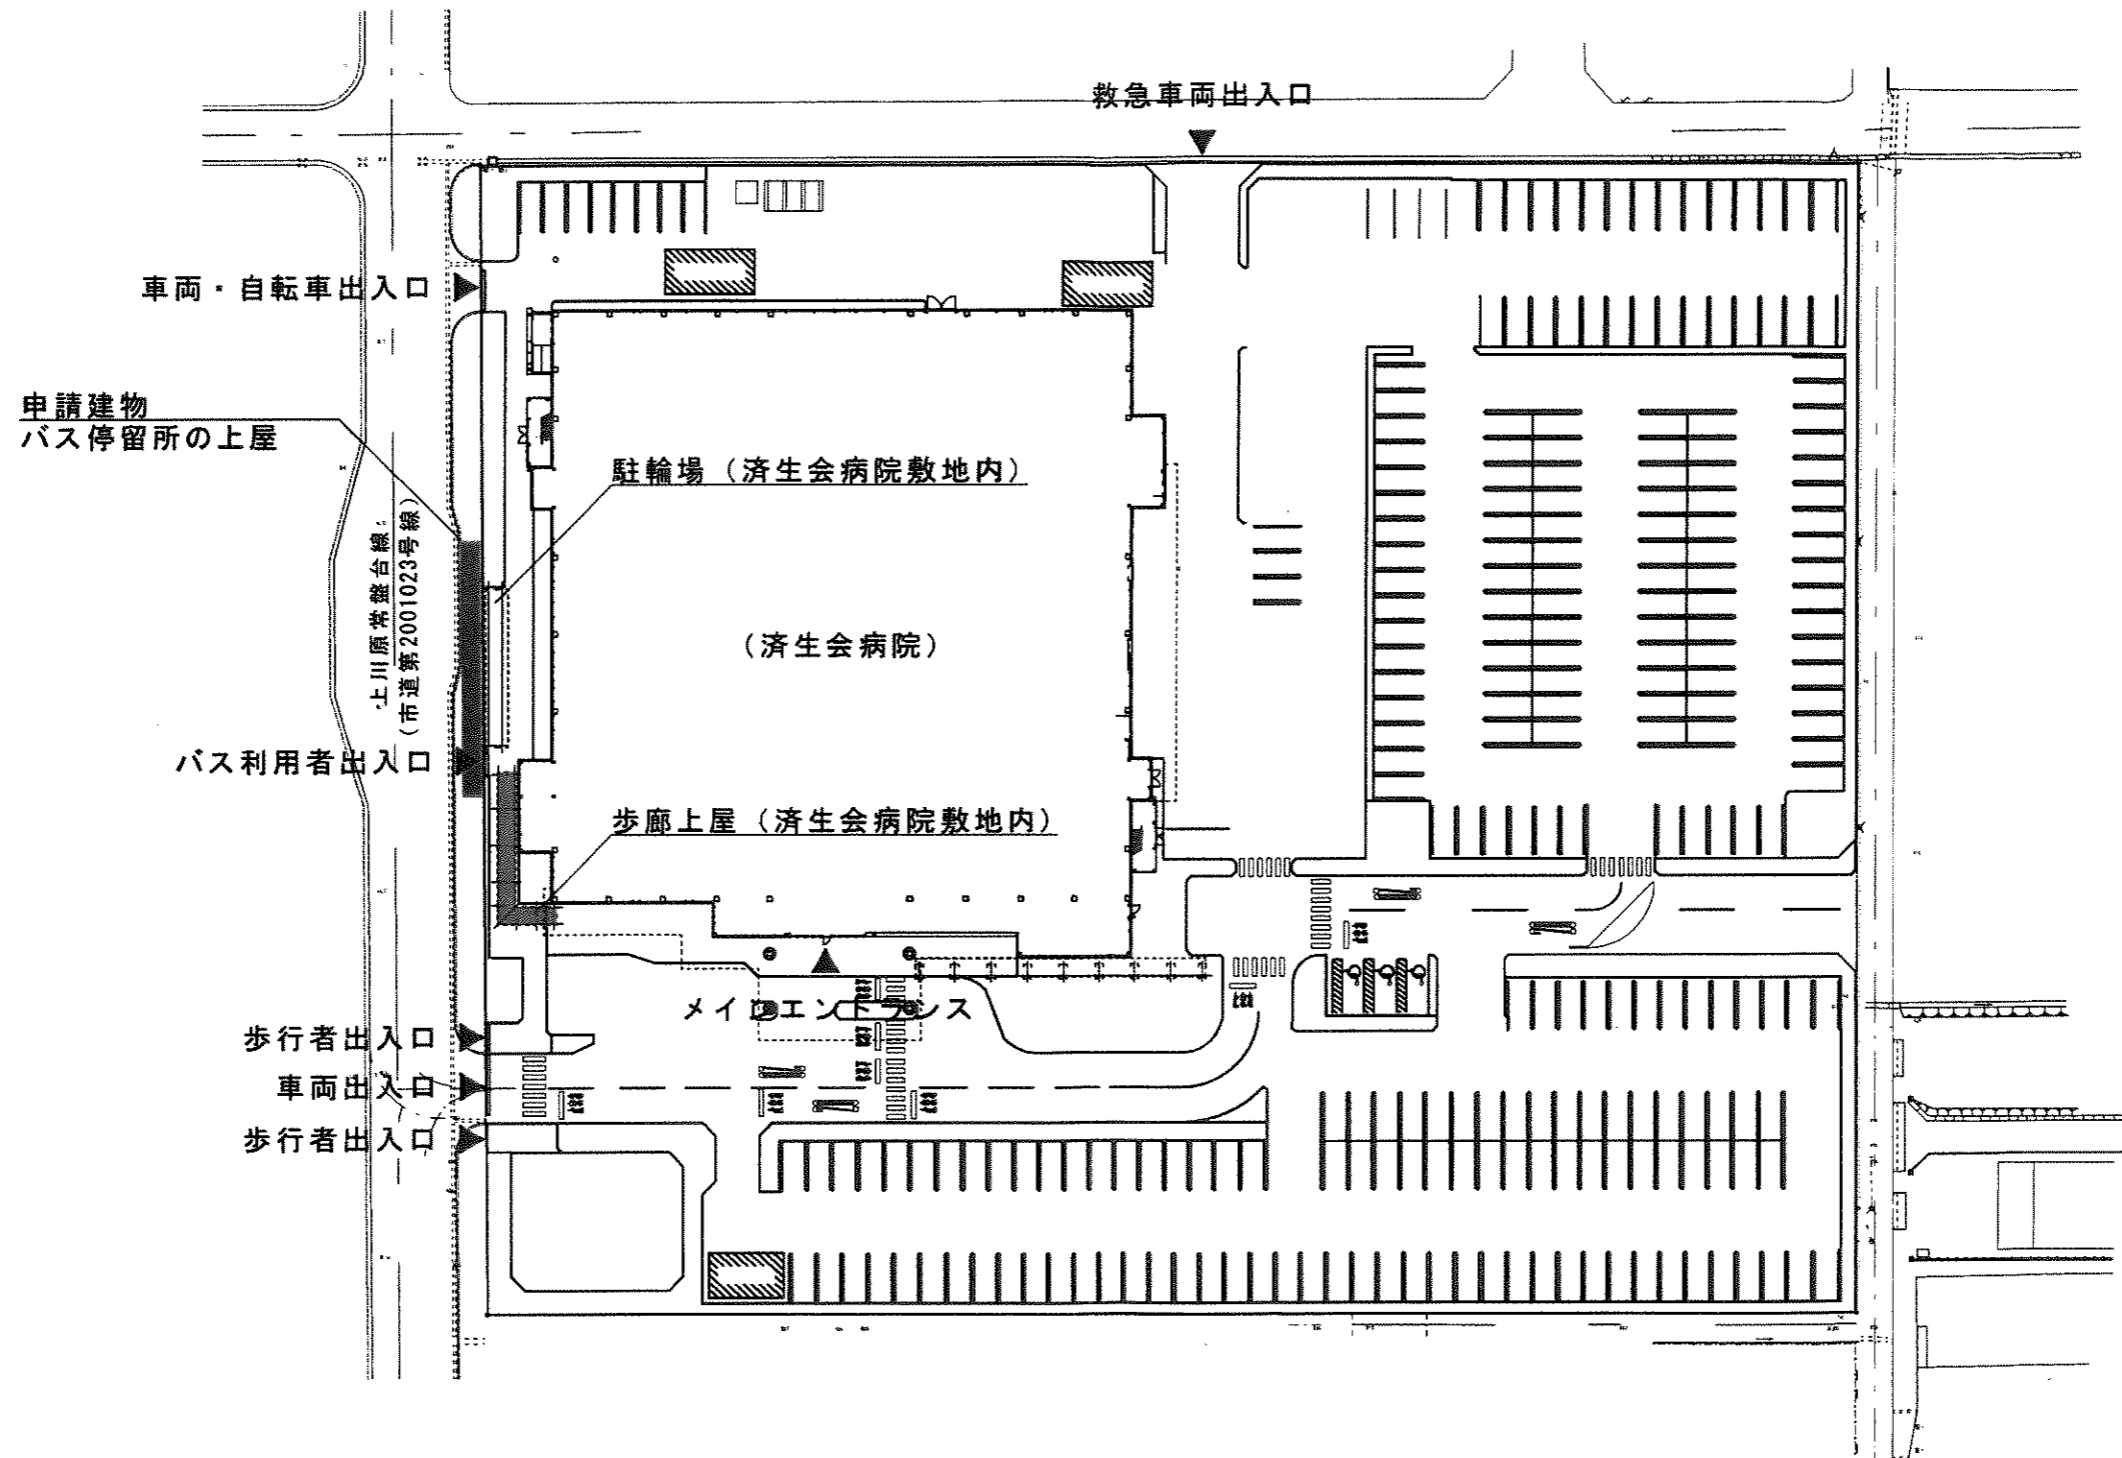 救急車両出入口
車両・自転車出入口
申請建物
バス停留所の上屋
駐輪場（済生会病院敷地内）
上川原常盤台線
（市道第2001023号線）
（済生会病院）
バス利用者出入口
歩廊上屋（済生会病院敷地内）
メインエントランス
歩行者出入口
車両出入口
歩行者出入口